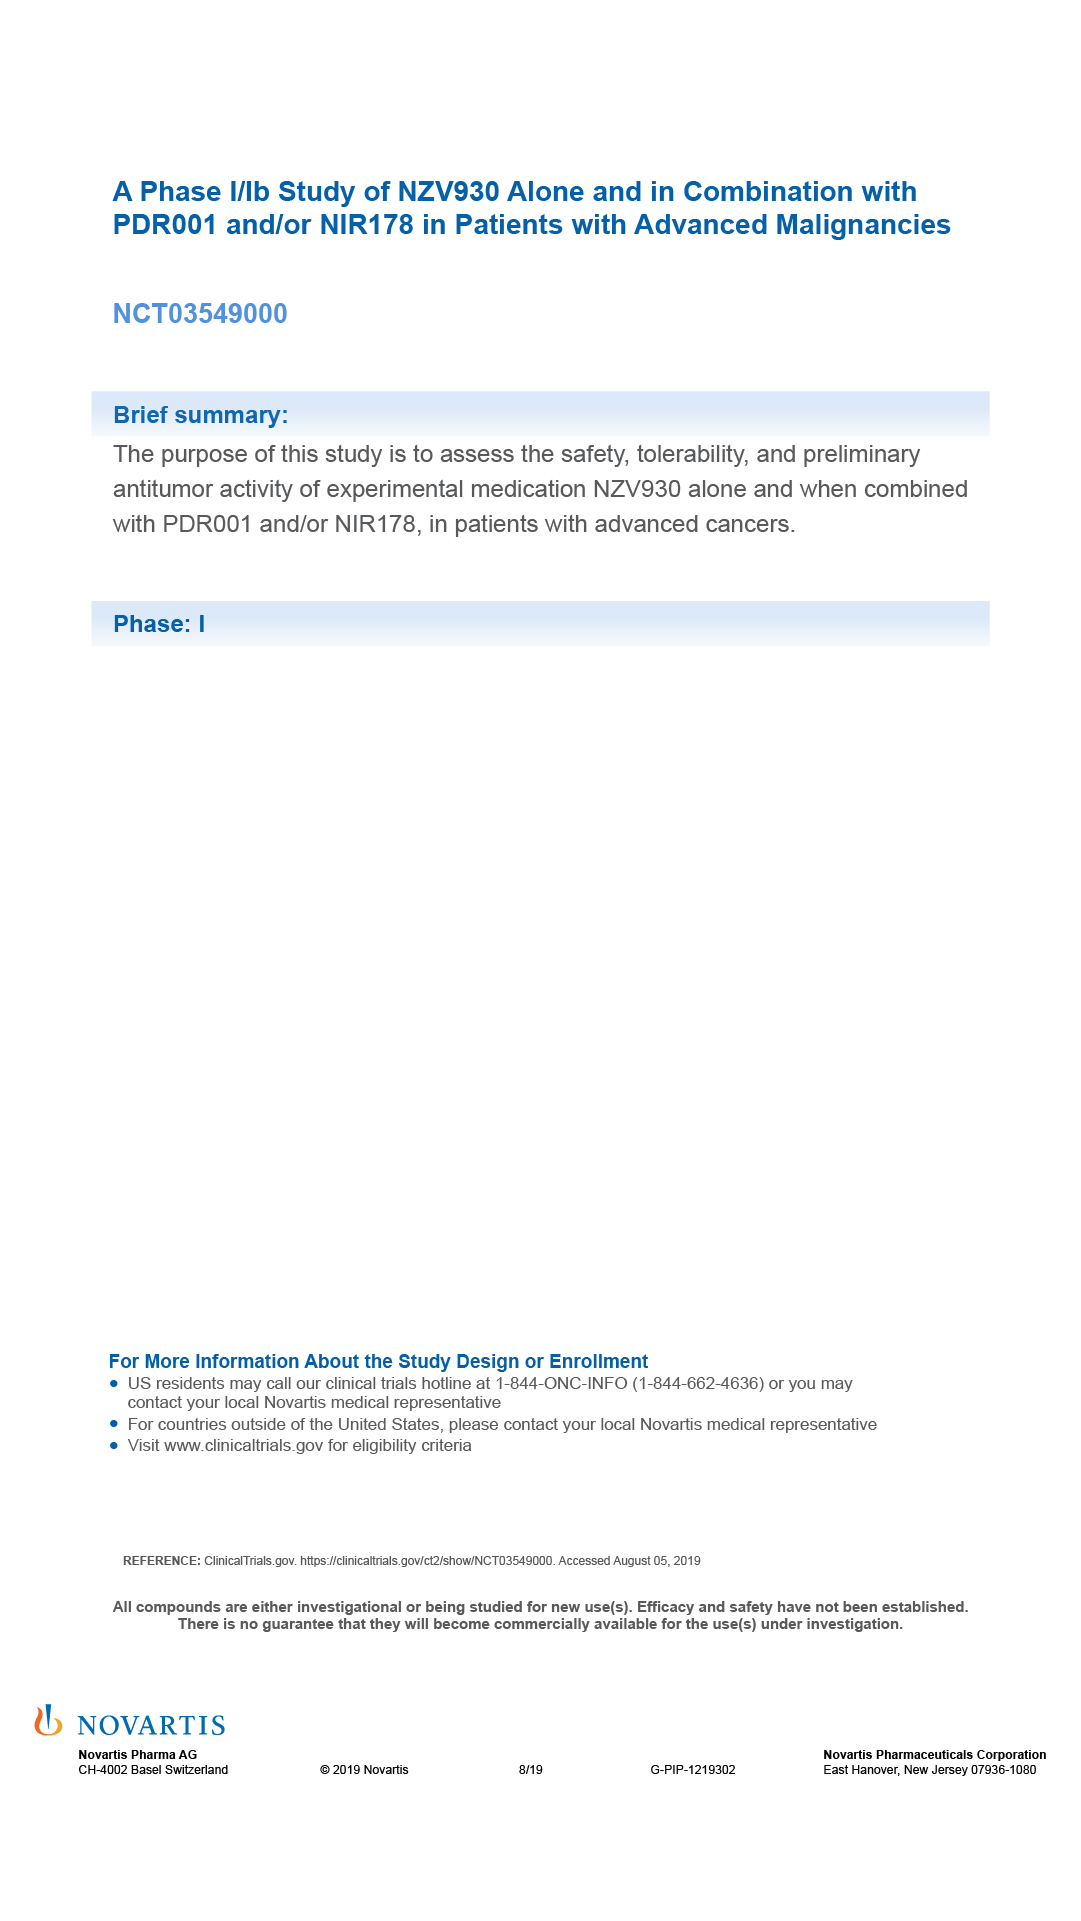 A Phase I/Ib Study of NZV930 Alone and in Combination with
PDR001 and/or NIR178 in Patients with Advanced Malignancies
NCT03549000
Brief summary:
The purpose of this study is to assess the safety, tolerability, and preliminary
antitumor activity of experimental medication NZV930 alone and when combined
with PDR001 and/or NIR178, in patients with advanced cancers.
Phase: I
For More Information About the Study Design or Enrollment
● US residents may call our clinical trials hotline at 1-844-ONC-INFO (1-844-662-4636) or you may
contact your local Novartis medical representative
● For countries outside of the United States, please contact your local Novartis medical representative
● Visit www.clinicaltrials.gov for eligibility criteria
REFERENCE: ClinicalTrials.gov. https://clinicaltrials.gov/ct2/show/NCT03549000. Accessed August 05, 2019
All compounds are either investigational or being studied for new use(s). Efficacy and safety have not been established.
There is no guarantee that they will become commercially available for the use(s) under investigation.
NOVARTIS
Novartis Pharma AG
CH-4002 Basel Switzerland
© 2019 Novartis
8/19
G-PIP-1219302
Novartis Pharmaceuticals Corporation
East Hanover, New Jersey 07936-1080